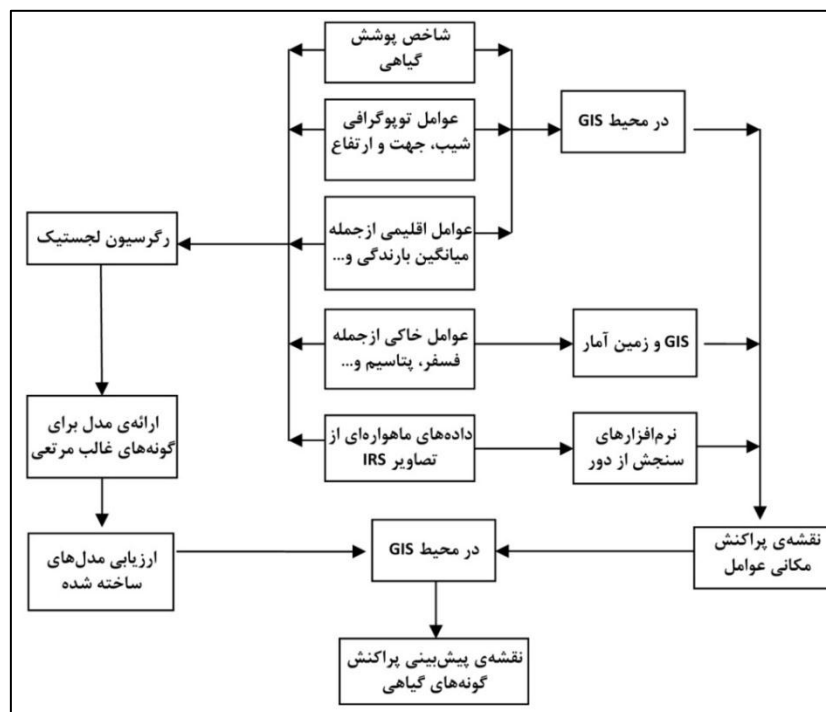 شاخص پوشش
گیاهی
عوامل توپوگرافی
شیب، جهت و ارتفاع
در محیط GIS
عوامل اقلیمی ازجمله
میانگین بارندگی و...
رگرسیون لجستیک
عوامل خاکی ازجمله
فسفر، پتاسیم و...
GIS و زمین آمار
ارائه‌ی مدل برای
گونه‌های غالب مرتعی
داده‌های ماهواره‌ای از
تصاویر IRS
نرم‌افزارهای
سنجش از دور
ارزیابی مدل‌های
ساخته شده
در محیط GIS
نقشه‌ی پراکنش
مکانی عوامل
نقشه‌ی پیش‌بینی پراکنش
گونه‌های گیاهی